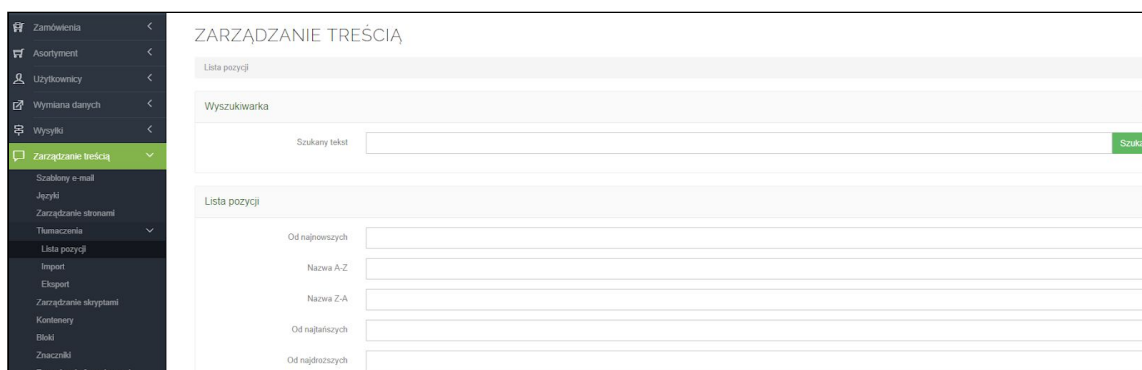 Zamówienia
Asortyment
Użytkownicy
Wymiana danych
Wysyłki
Zarządzanie treścią
Szablony e-mail
Języki
Zarządzanie stronami
Tłumaczenia
Lista pozycji
Import
Eksport
Zarządzanie skryptami
Kontenery
Bloki
Znaczniki
ZARZĄDZANIE TREŚCIĄ
Lista pozycji
Wyszukiwarka
Szukany tekst
Szuka
Lista pozycji
Od najnowszych
Nazwa A-Z
Nazwa Z-A
Od najtańszych
Od najdroższych